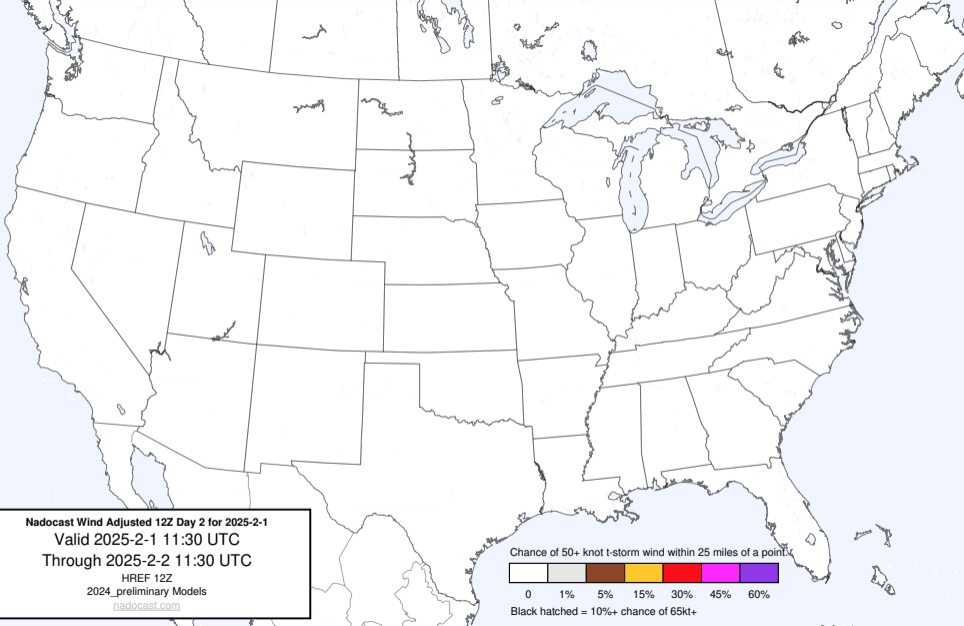 Nadocast Wind Adjusted 12Z Day 2 for 2025-2-1
Valid 2025-2-1 11:30 UTC
Through 2025-2-2 11:30 UTC
HREF 12Z
2024_preliminary Models
nadocast.com
Chance of 50+ knot t-storm wind within 25 miles of a point.
0 1% 5% 15% 30% 45% 60%
Black hatched = 10%+ chance of 65kt+